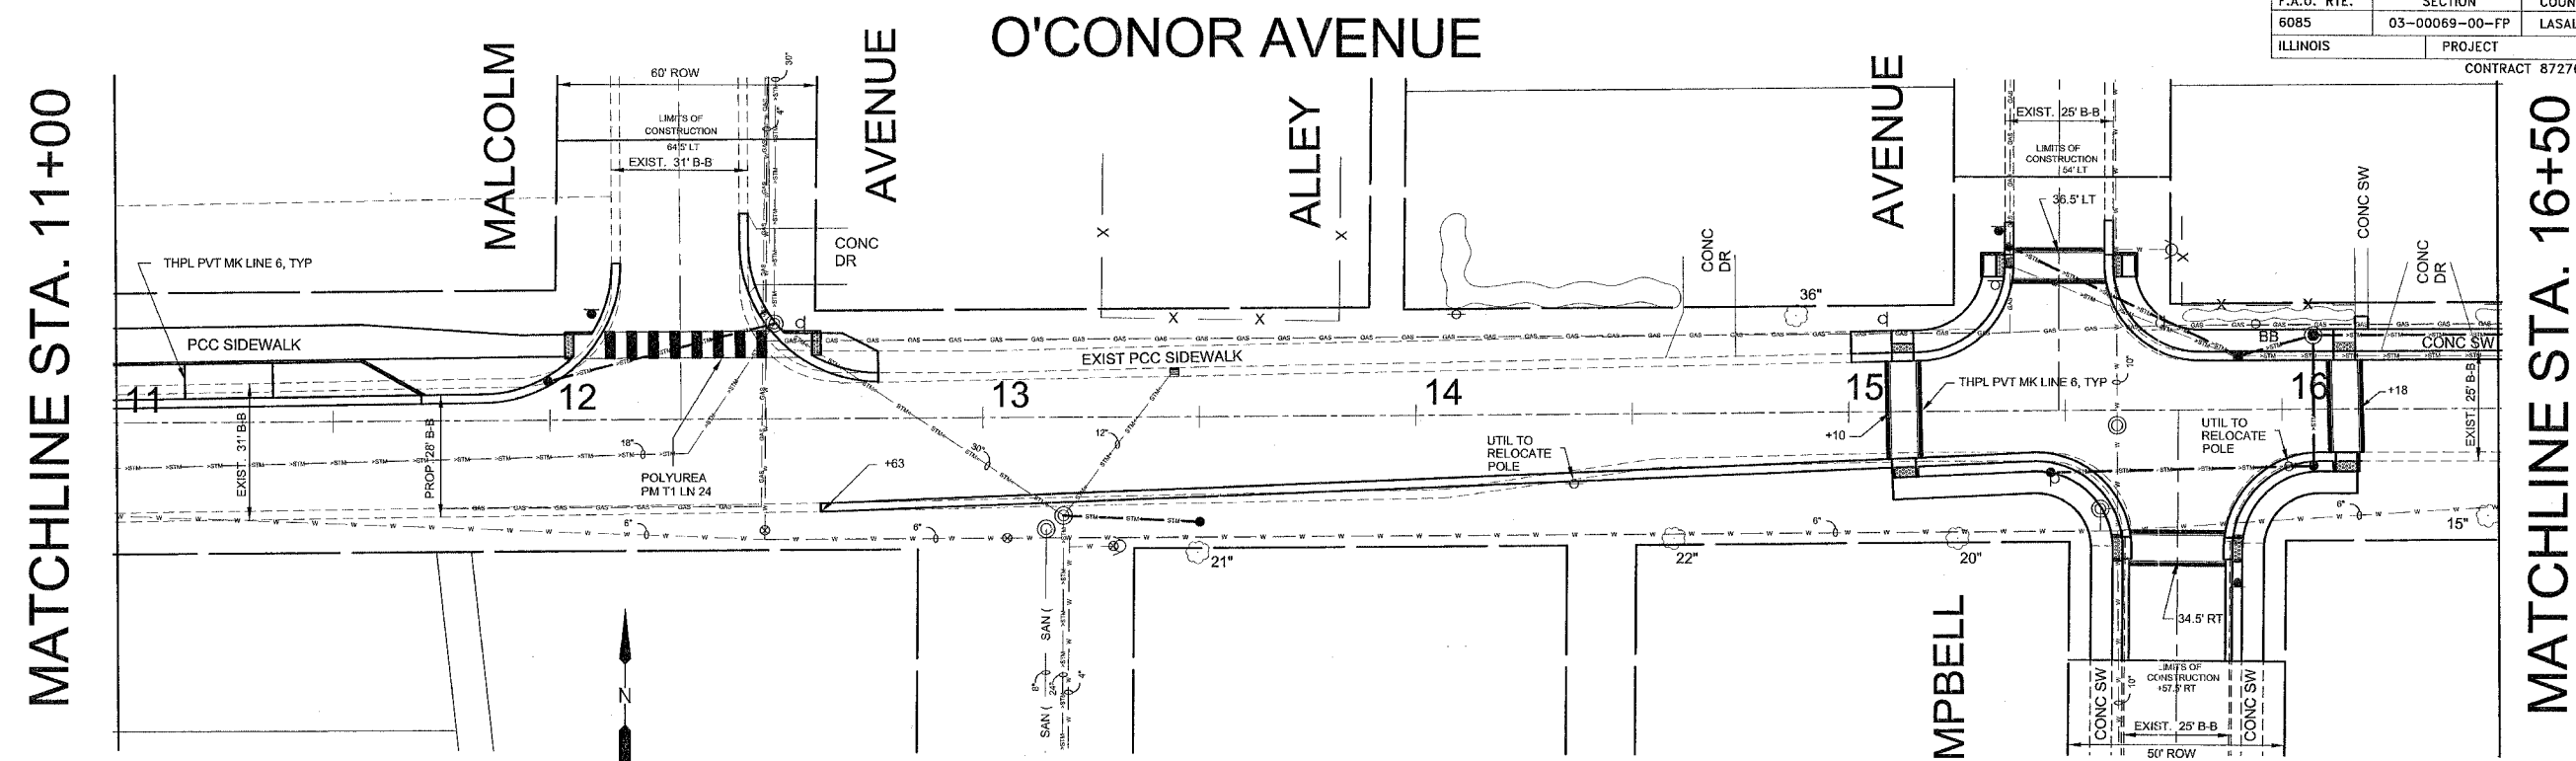 O'CONOR AVENUE
F.A.U. RTE. SECTION
6085 03-00069-00-FP LASAL
ILLINOIS PROJECT
CONTRACT 8727
MATCHLINE STA. 11+00
MALCOLM
AVENUE
ALLEY
AVENUE
MATCHLINE STA. 16+50
60' ROW
30"
4"
LIMITS OF
CONSTRUCTION
64.5' LT
EXIST. 31' B-B
EXIST. 25' B-B
LIMITS OF
CONSTRUCTION
54' LT
36.5' LT
CONC SW
CONC
DR
CONC
DR
CONC
DR
THPL PVT MK LINE 6, TYP
PCC SIDEWALK
EXIST PCC SIDEWALK
36"
BB
CONC SW
11
12
13
14
15
16
THPL PVT MK LINE 6, TYP
10"
+18
+10
EXIST. 31' B-B
PROP. 28' B-B
EXIST. 25' B-B
18"
30"
12"
POLYUREA
PM T1 LN 24
+63
UTIL TO
RELOCATE
POLE
UTIL TO
RELOCATE
POLE
6"
6"
6"
6"
15"
21"
22"
20"
34.5' RT
N
SAN (
SAN (
8"
24"
4"
MPBELL
LIMITS OF
CONSTRUCTION
+57.5' RT
CONC SW
10"
CONC SW
EXIST. 25' B-B
50' ROW